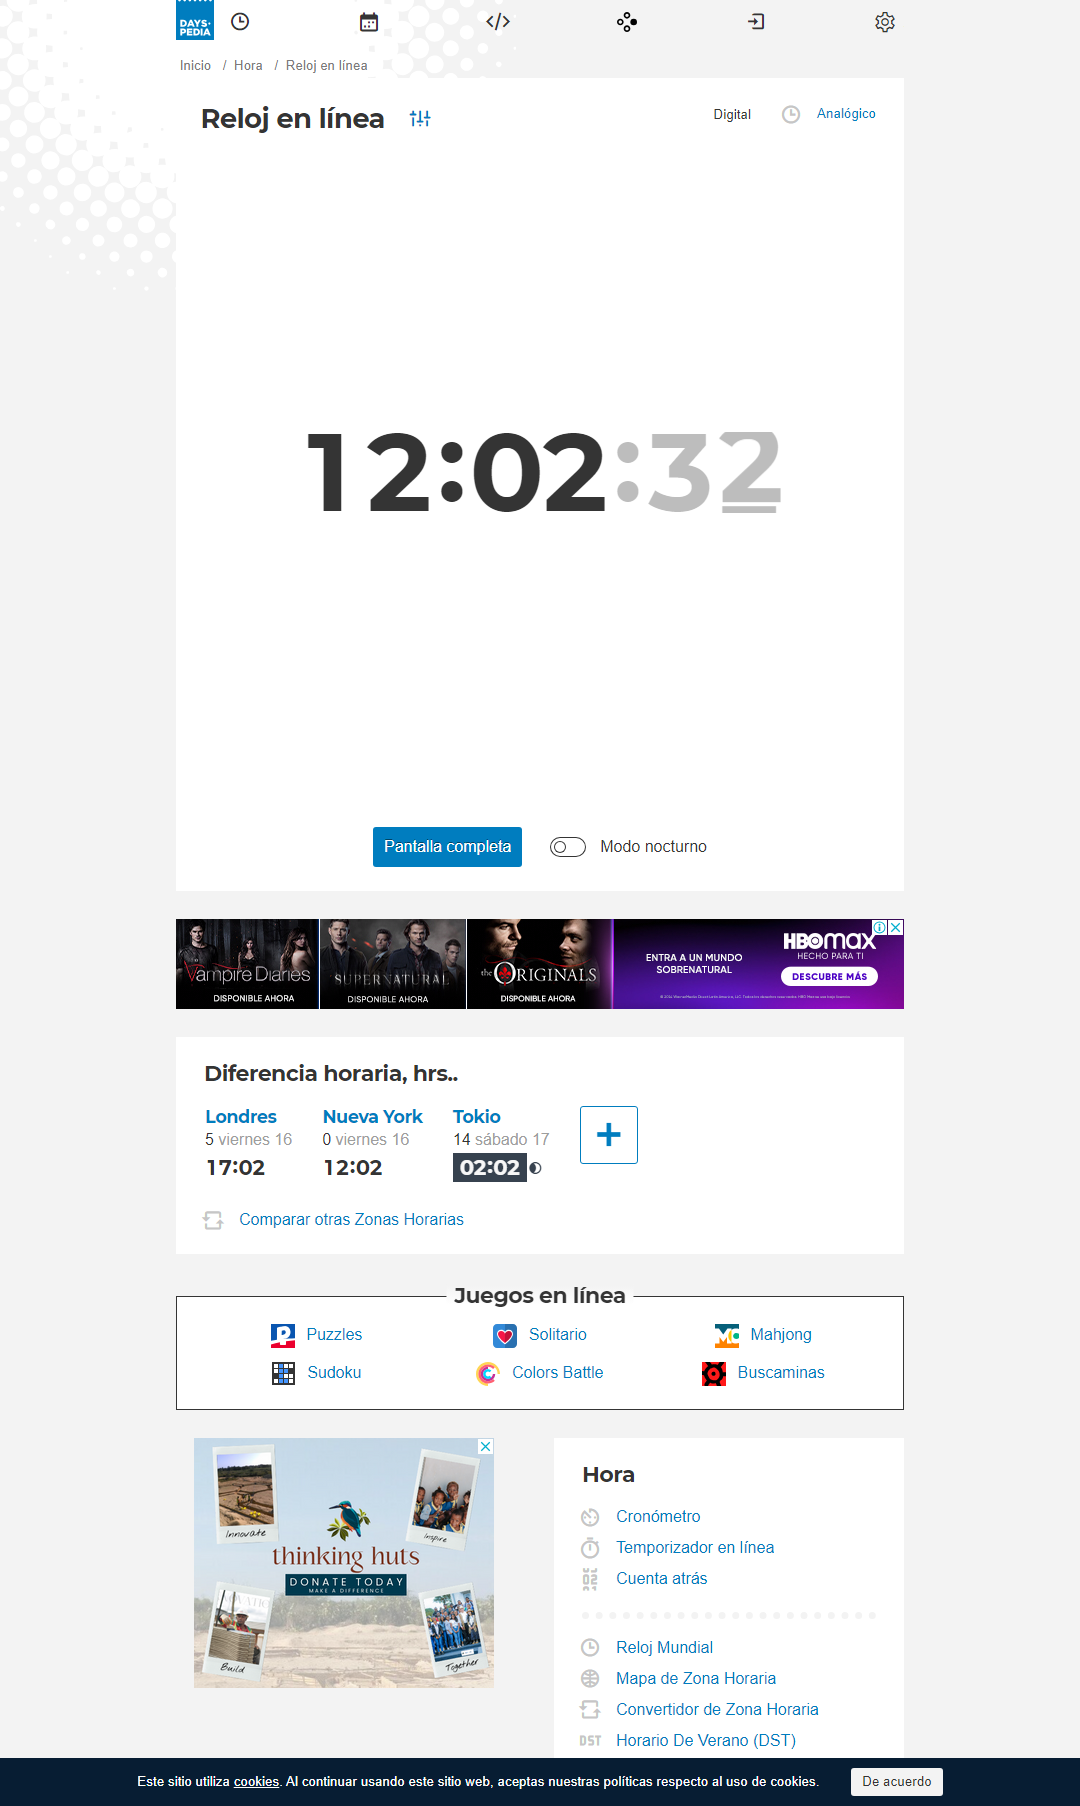 DAYS·
PEDIA
Inicio / Hora / Reloj en línea
Reloj en línea
Digital
Analógico
12:02:32
Pantalla completa
Modo nocturno
Vampire Diaries
DISPONIBLE AHORA
SUPERNATURAL
DISPONIBLE AHORA
the ORIGINALS
DISPONIBLE AHORA
ENTRA A UN MUNDO
SOBRENATURAL
HBOMAX
HECHO PARA TI
DESCUBRE MÁS
Diferencia horaria, hrs..
Londres
5 viernes 16
17:02
Nueva York
0 viernes 16
12:02
Tokio
14 sábado 17
02:02
Comparar otras Zonas Horarias
Juegos en línea
Puzzles
Solitario
Mahjong
Sudoku
Colors Battle
Buscaminas
Innovate
Inspire
thinking huts
DONATE TODAY
MAKE A DIFFERENCE
Build
Together
Hora
Cronómetro
Temporizador en línea
Cuenta atrás
Reloj Mundial
Mapa de Zona Horaria
Convertidor de Zona Horaria
DST Horario De Verano (DST)
Este sitio utiliza cookies. Al continuar usando este sitio web, aceptas nuestras políticas respecto al uso de cookies.
De acuerdo